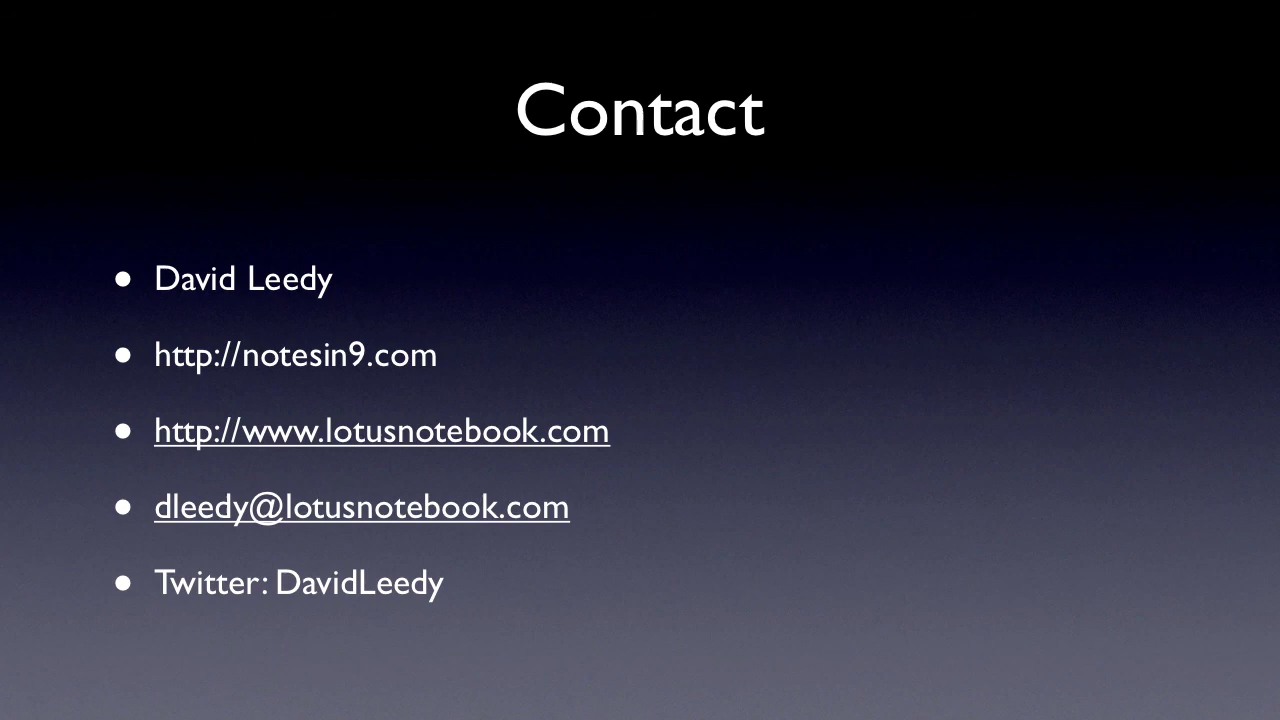 Contact
• David Leedy
• http://notesin9.com
• http://www.lotusnotebook.com
• dleedy@lotusnotebook.com
• Twitter: DavidLeedy